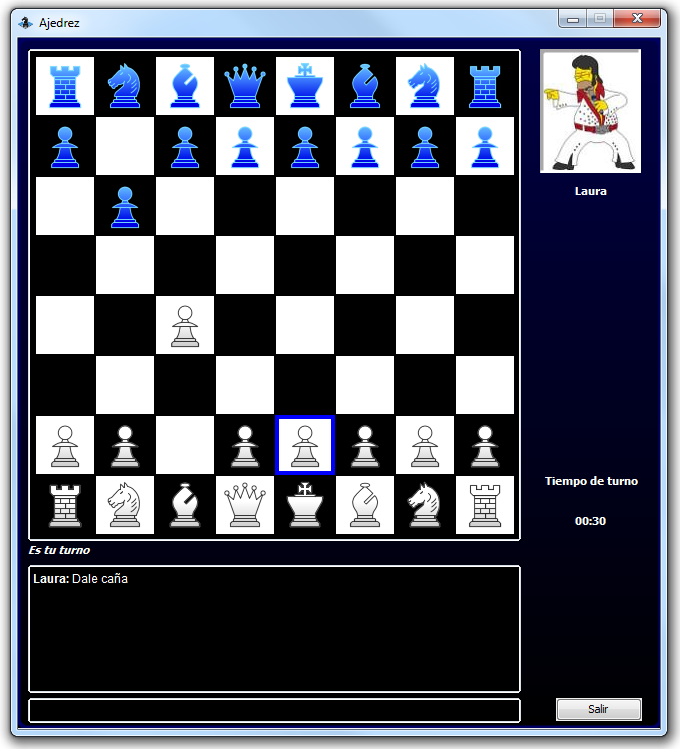 Ajedrez
Laura
Tiempo de turno
00:30
Es tu turno
Laura: Dale caña
Salir